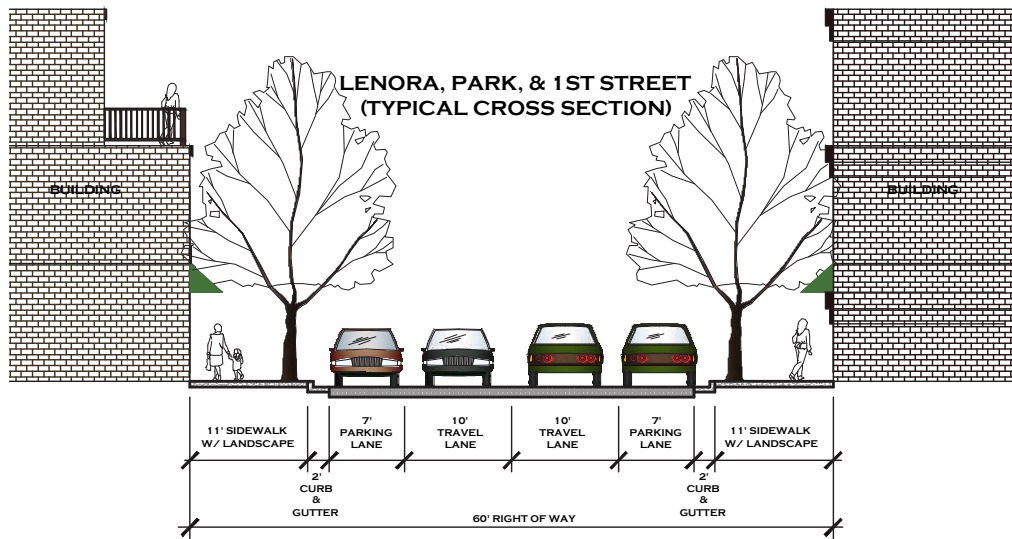 LENORA, PARK, & 1ST STREET
(TYPICAL CROSS SECTION)
BUILDING
BUILDING
11' SIDEWALK
W/ LANDSCAPE
7'
PARKING
LANE
10'
TRAVEL
LANE
10'
TRAVEL
LANE
7'
PARKING
LANE
11' SIDEWALK
W/ LANDSCAPE
2'
CURB
&
GUTTER
2'
CURB
&
GUTTER
60' RIGHT OF WAY